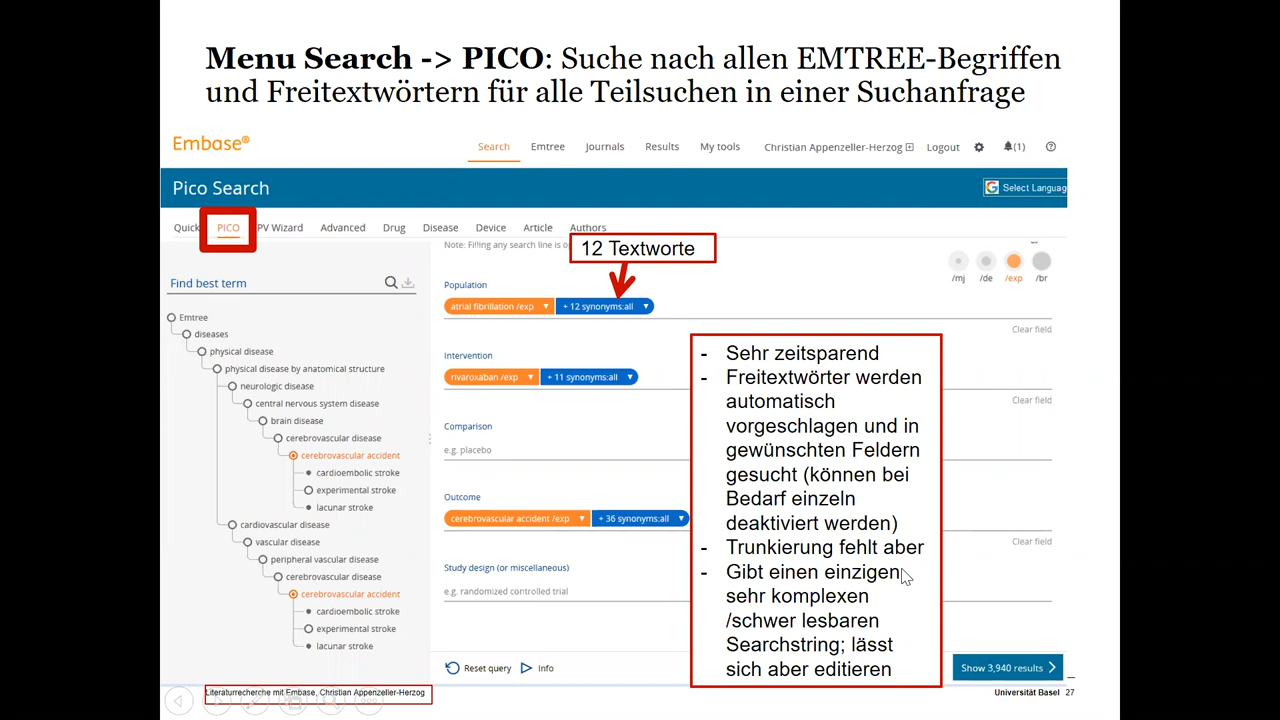 Menu Search -> PICO: Suche nach allen EMTREE-Begriffen
und Freitextwörtern für alle Teilsuchen in einer Suchanfrage
Embase®
Search Emtree Journals Results My tools Christian Appenzeller-Herzog Logout (1)
Pico Search
Select Languag
Quick PICO PV Wizard Advanced Drug Disease Device Article Authors
12 Textworte
/mj /de /exp /br
Find best term
Emtree
diseases
physical disease
physical disease by anatomical structure
neurologic disease
central nervous system disease
brain disease
cerebrovascular disease
cerebrovascular accident
cardioembolic stroke
experimental stroke
lacunar stroke
cardiovascular disease
vascular disease
peripheral vascular disease
cerebrovascular disease
cerebrovascular accident
cardioembolic stroke
experimental stroke
lacunar stroke
Note: Filling any search line is o
Population
atrial fibrillation /exp + 12 synonyms:all
Clear field
Intervention
rivaroxaban /exp + 11 synonyms:all
Clear field
Comparison
e.g. placebo
Outcome
cerebrovascular accident /exp + 36 synonyms:all
Clear field
Study design (or miscellaneous)
e.g. randomized controlled trial
- Sehr zeitsparend
- Freitextwörter werden
automatisch
vorgeschlagen und in
gewünschten Feldern
gesucht (können bei
Bedarf einzeln
deaktiviert werden)
- Trunkierung fehlt aber
- Gibt einen einzigen
sehr komplexen
/schwer lesbaren
Searchstring; lässt
sich aber editieren
Reset query Info
Show 3,940 results
Literaturrecherche mit Embase, Christian Appenzeller-Herzog
Universität Basel 27